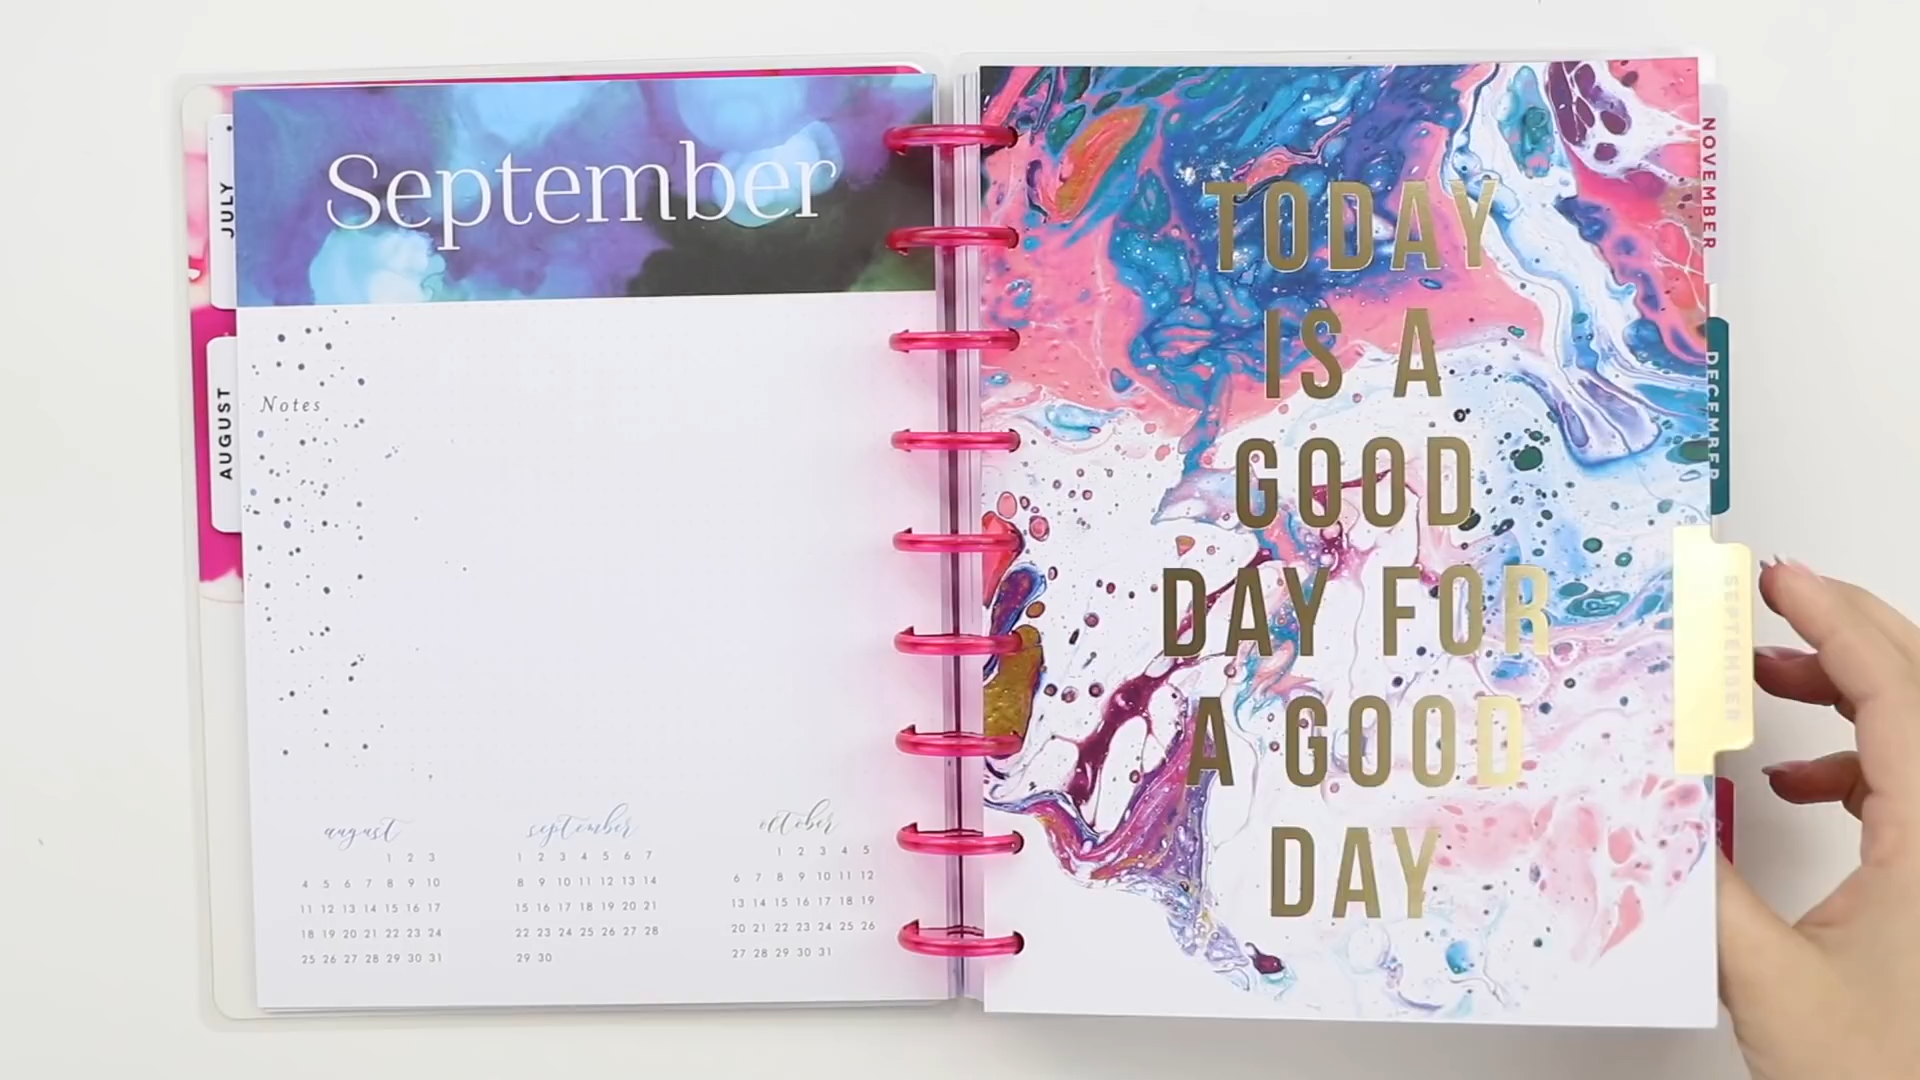 September
JULY
AUGUST
Notes
august
1 2 3
4 5 6 7 8 9 10
11 12 13 14 15 16 17
18 19 20 21 22 23 24
25 26 27 28 29 30 31
september
1 2 3 4 5 6 7
8 9 10 11 12 13 14
15 16 17 18 19 20 21
22 23 24 25 26 27 28
29 30
october
1 2 3 4 5
6 7 8 9 10 11 12
13 14 15 16 17 18 19
20 21 22 23 24 25 26
27 28 29 30 31
TODAY
IS A
GOOD
DAY FOR
A GOOD
DAY
NOVEMBER
DECEMBER
SEPTEMBER